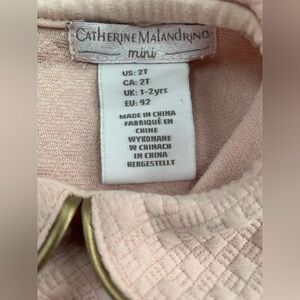 CATHERINE MALANDRINO
mini
US: 2T
CA: 2T
UK: 1-2yrs
EU: 92
MADE IN CHINA
FABRIQUÉ EN
CHINE
WYKONANE
W CHINACH
IN CHINA
HERGESTELLT